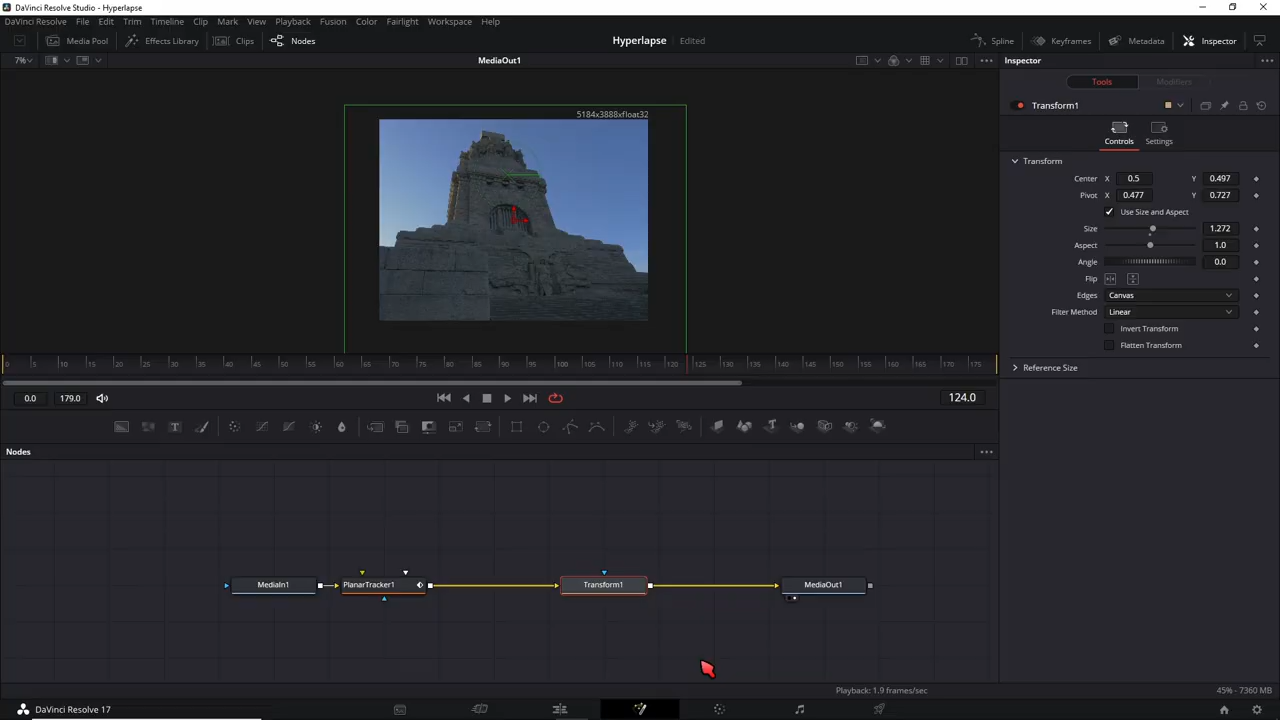 DaVinci Resolve Studio - Hyperlapse
DaVinci Resolve File Edit Trim Timeline Clip Mark View Playback Fusion Color Fairlight Workspace Help
Media Pool Effects Library Clips Nodes Hyperlapse Edited Spline Keyframes Metadata Inspector
7% MediaOut1 Inspector
Tools Modifiers
Transform1
5184x3888xfloat32
Controls Settings
Transform
Center X 0.5 Y 0.497
Pivot X 0.477 Y 0.727
Use Size and Aspect
Size 1.272
Aspect 1.0
Angle 0.0
Flip
Edges Canvas
Filter Method Linear
Invert Transform
Flatten Transform
Reference Size
0 5 10 15 20 25 30 35 40 45 50 55 60 65 70 75 80 85 90 95 100 105 110 115 120 125 130 135 140 145 150 155 160 165 170 175
0.0 179.0 124.0
Nodes
MediaIn1 PlanarTracker1 Transform1 MediaOut1
Playback: 1.9 frames/sec 45% - 7360 MB
DaVinci Resolve 17